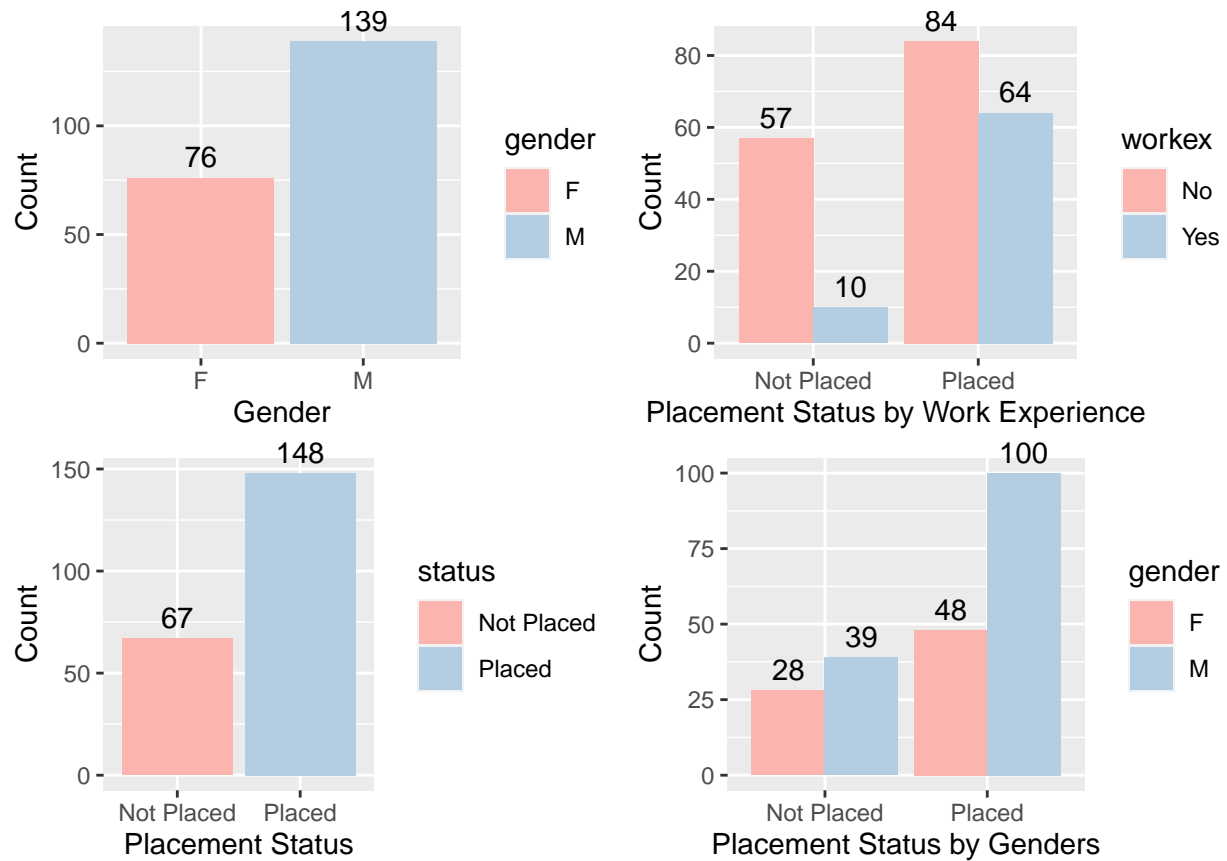 139
76
100
50
0
Count
F
M
Gender
gender
F
M
84
64
57
10
80
60
40
20
0
Count
Not Placed
Placed
Placement Status by Work Experience
workex
No
Yes
148
67
150
100
50
0
Count
Not Placed
Placed
Placement Status
status
Not Placed
Placed
100
48
39
28
100
75
50
25
0
Count
Not Placed
Placed
Placement Status by Genders
gender
F
M